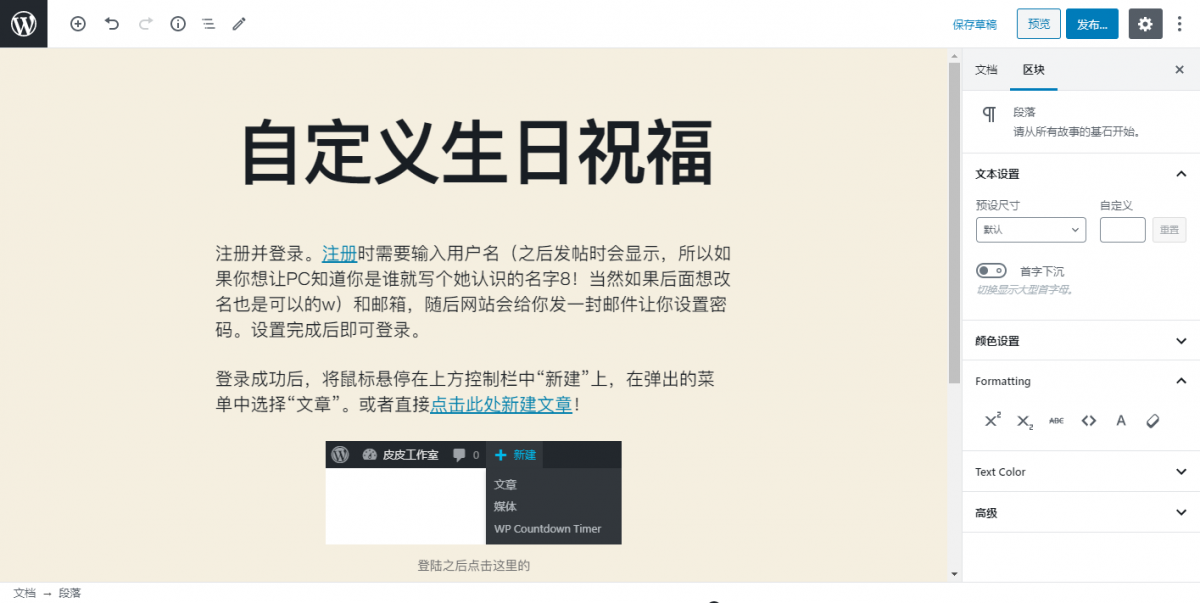 保存草稿
预览
发布...
自定义生日祝福
注册并登录。注册时需要输入用户名（之后发帖时会显示，所以如
果你想让PC知道你是谁就写个她认识的名字8！当然如果后面想改
名也是可以的w）和邮箱，随后网站会给你发一封邮件让你设置密
码。设置完成后即可登录。
登录成功后，将鼠标悬停在上方控制栏中“新建”上，在弹出的菜
单中选择“文章”。或者直接点击此处新建文章！
皮皮工作室
0
新建
文章
媒体
WP Countdown Timer
登陆之后点击这里的
文档
区块
段落
请从所有故事的基石开始。
文本设置
预设尺寸
自定义
默认
重置
首字下沉
切换显示大型首字母。
颜色设置
Formatting
X²
X₂
ABC
A
Text Color
高级
文档 → 段落